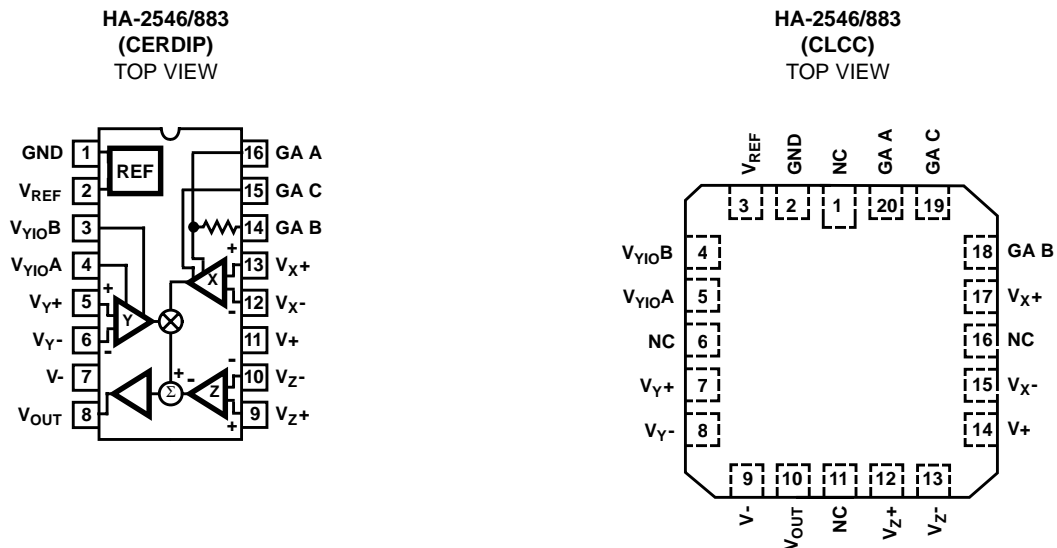 HA-2546/883
(CERDIP)
TOP VIEW
GND 1 REF 16 GA A
VREF 2 15 GA C
VYIOB 3 14 GA B
VYIOA 4 + 13 VX+
VY+ 5 + Y X 12 VX-
VY- 6 - - 11 V+
V- 7 + - - 10 VZ-
VOUT 8 Σ Z + 9 VZ+
HA-2546/883
(CLCC)
TOP VIEW
VREF GND NC GA A GA C
3 2 1 20 19
VYIOB 4 18 GA B
VYIOA 5 17 VX+
NC 6 16 NC
VY+ 7 15 VX-
VY- 8 14 V+
9 10 11 12 13
V- VOUT NC VZ+ VZ-